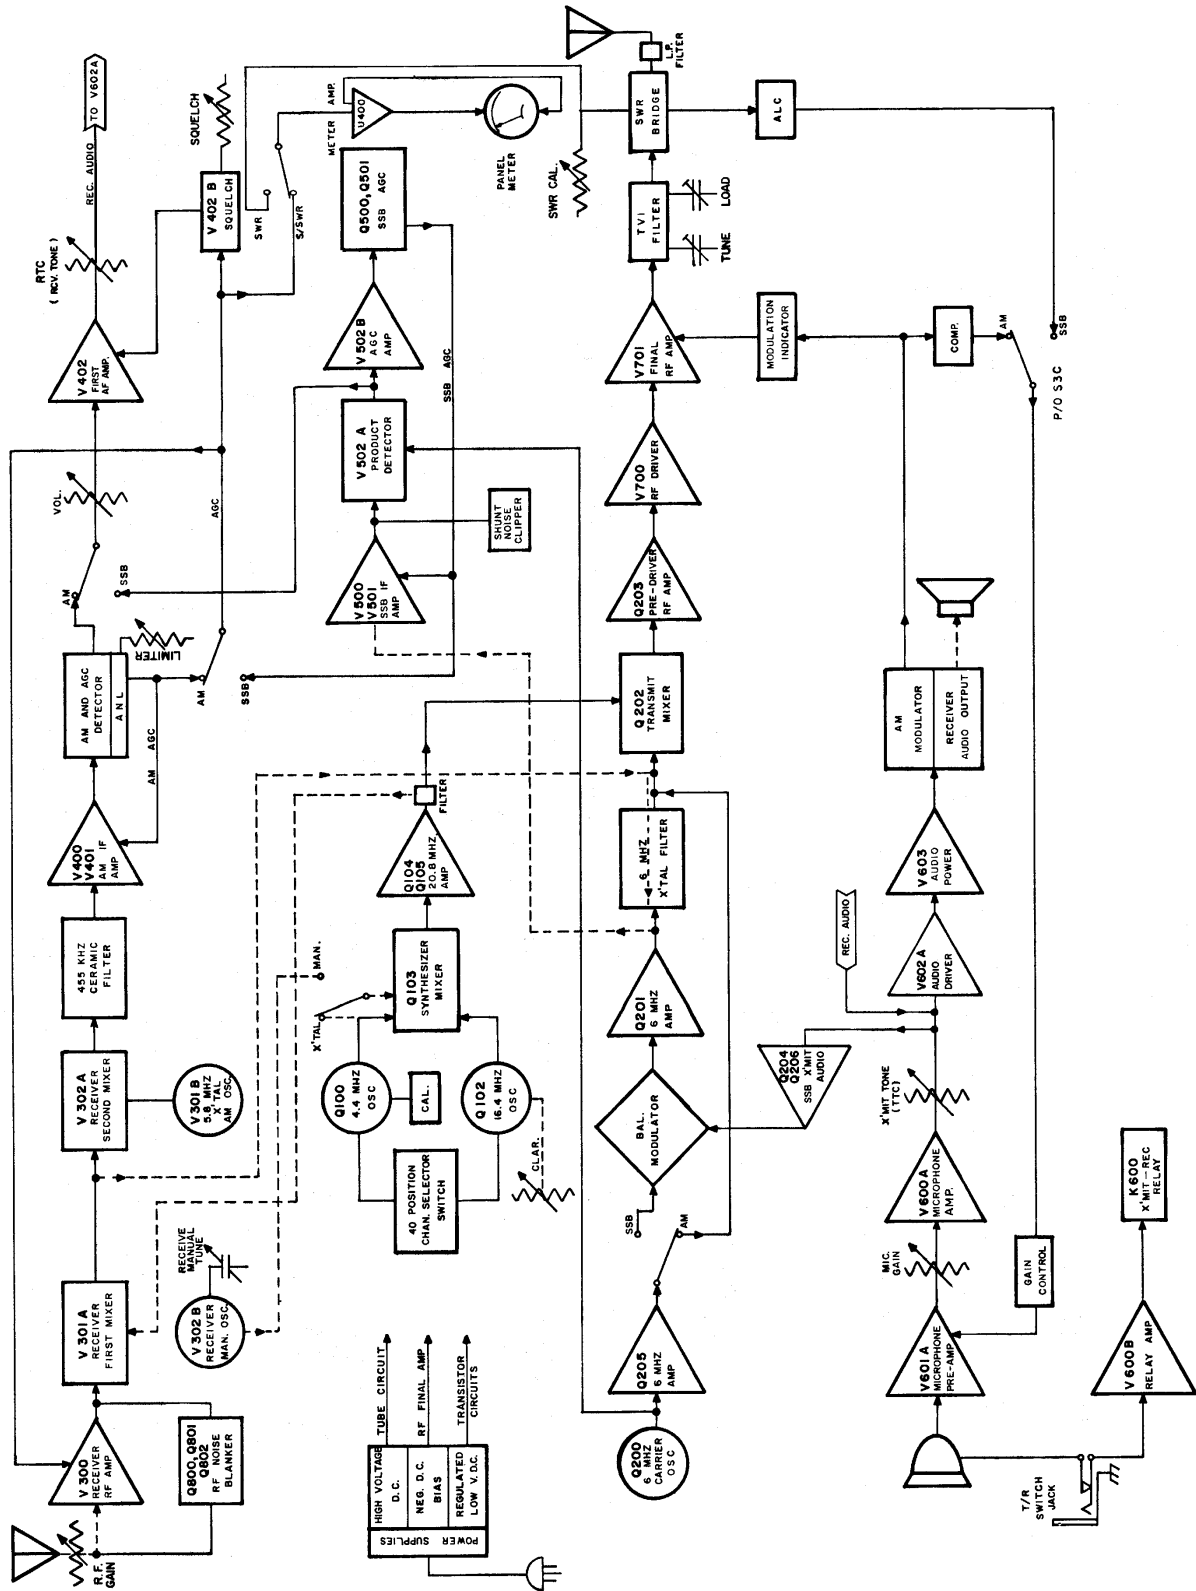 R.F.
GAIN
V 300
RECEIVER
RF AMP
Q800, Q801
Q802
RF NOISE
BLANKER
V 301 A
RECEIVER
FIRST MIXER
V 302 B
RECEIVER
MAN. OSC.
RECEIVE
MANUAL
TUNE
V 302 A
RECEIVER
SECOND MIXER
V 301 B
5.8 MHZ
X'TAL
AM OSC.
455 KHZ
CERAMIC
FILTER
V400
V401
AM IF
AMP
AM AGC
AM AND AGC
DETECTOR
A N L
LIMITER
AM
SSB
AM
SSB
VOL.
AGC
V 402
FIRST
AF AMP.
RTC
( RCV. TONE )
REC. AUDIO
TO V602A
V 402 B
SQUELCH
SQUELCH
SWR
S/SWR
METER AMP.
U400
PANEL
METER
SWR CAL.
V500
V501
SSB IF
AMP
SHUNT
NOISE
CLIPPER
V 502 A
PRODUCT
DETECTOR
V 502 B
AGC
AMP
Q500, Q501
SSB AGC
SSB AGC
POWER SUPPLIES
HIGH VOLTAGE
D.C.
NEG. D.C.
BIAS
REGULATED
LOW V. D.C.
TUBE CIRCUIT
RF FINAL AMP
TRANSISTOR
CIRCUITS
40 POSITION
CHAN. SELECTOR
SWITCH
CLAR.
Q100
4.4 MHZ
OSC
CAL.
Q102
16.4 MHZ
OSC
X'TAL
MAN.
Q103
SYNTHESIZER
MIXER
Q104
Q105
20.8 MHZ
AMP
FILTER
Q200
6 MHZ
CARRIER
OSC
Q205
6 MHZ
AMP
SSB
AM
BAL.
MODULATOR
Q201
6 MHZ
AMP
6 MHZ
X'TAL FILTER
Q202
TRANSMIT
MIXER
Q203
PRE-DRIVER
RF AMP
V700
RF DRIVER
V701
FINAL
RF AMP
TVI
FILTER
TUNE
LOAD
SWR
BRIDGE
L.P.
FILTER
ALC
MODULATION
INDICATOR
COMP.
AM
SSB
P/O S3C
T/R
SWITCH
JACK
V601 A
MICROPHONE
PRE-AMP
MIC.
GAIN
V600 A
MICROPHONE
AMP.
X'MIT TONE
(TTC)
Q204
Q206
SSB X'MIT
AUDIO
REC. AUDIO
V602 A
AUDIO
DRIVER
V603
AUDIO
POWER
AM
MODULATOR
RECEIVER
AUDIO OUTPUT
GAIN
CONTROL
V 600 B
RELAY AMP
K600
X'MIT-REC
RELAY